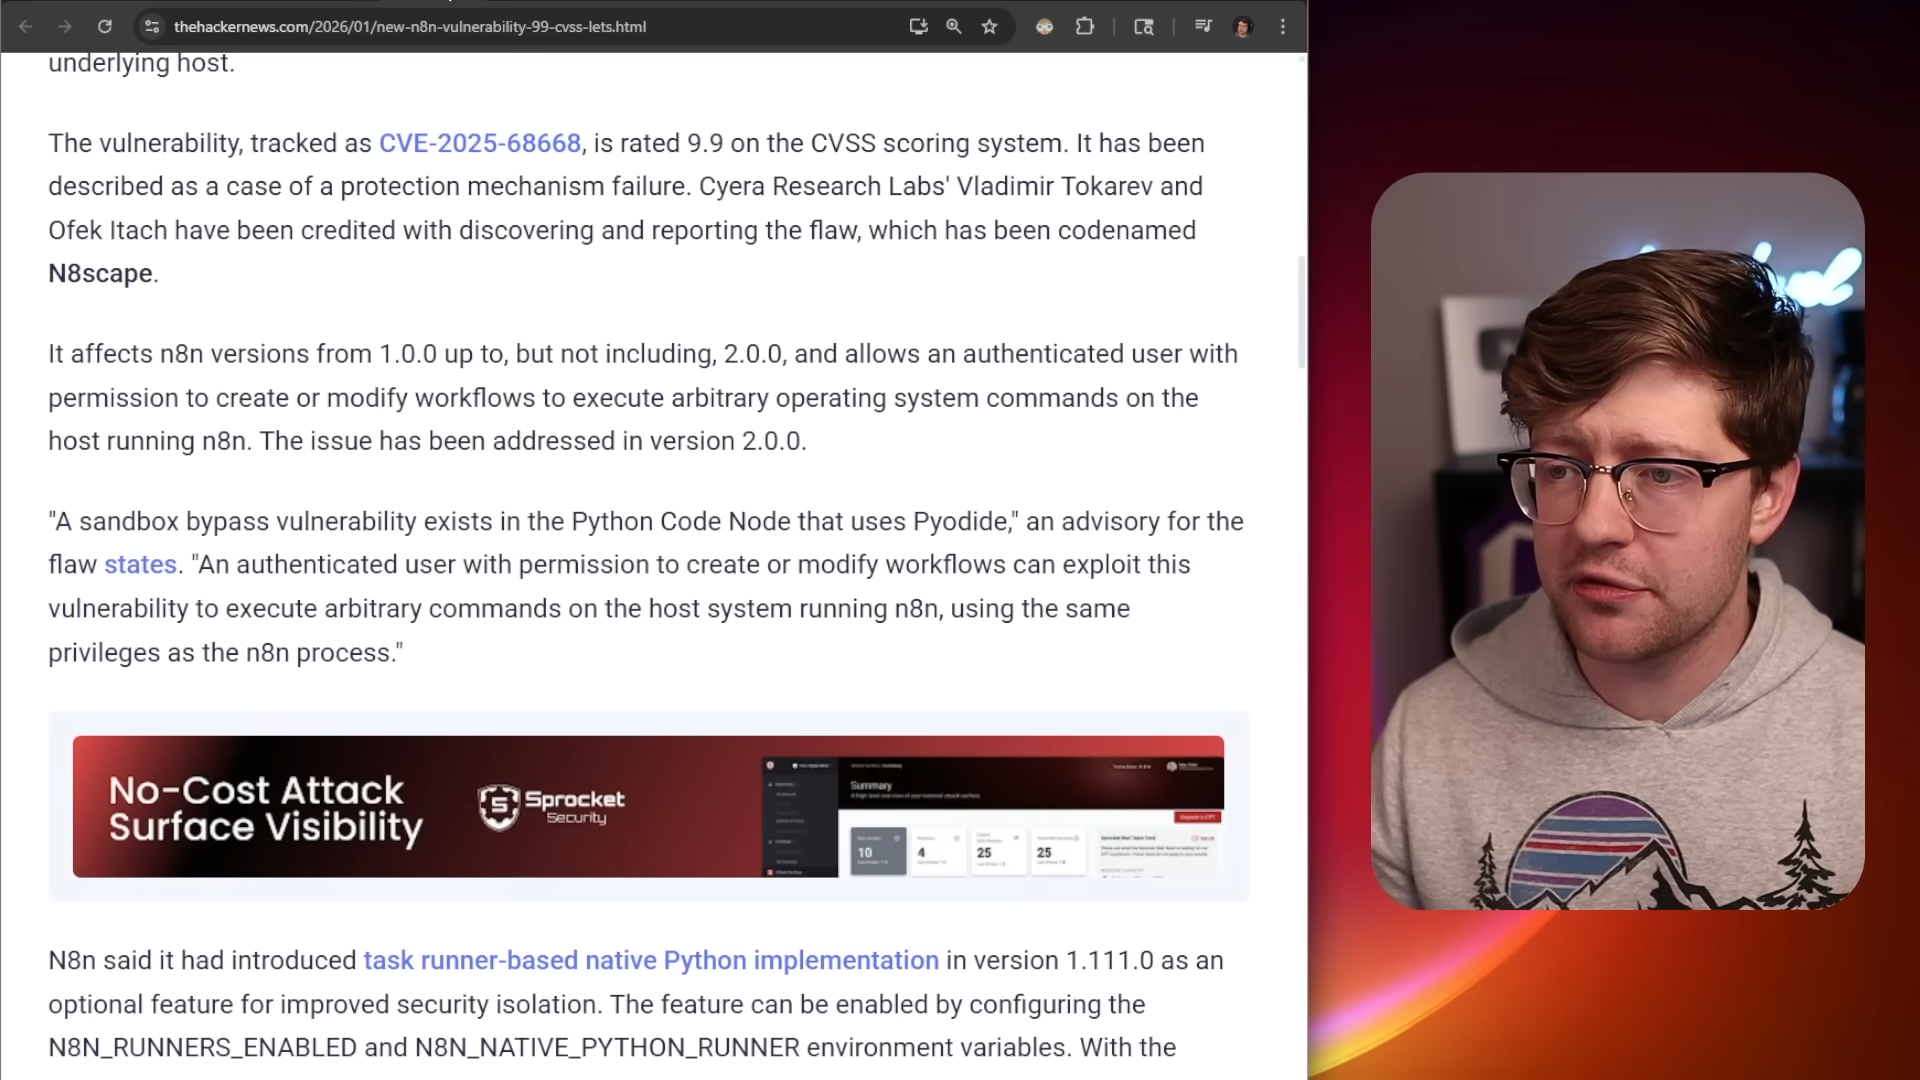 thehackernews.com/2026/01/new-n8n-vulnerability-99-cvss-lets.html
underlying host.
The vulnerability, tracked as CVE-2025-68668, is rated 9.9 on the CVSS scoring system. It has been
described as a case of a protection mechanism failure. Cyera Research Labs' Vladimir Tokarev and
Ofek Itach have been credited with discovering and reporting the flaw, which has been codenamed
N8scape.
It affects n8n versions from 1.0.0 up to, but not including, 2.0.0, and allows an authenticated user with
permission to create or modify workflows to execute arbitrary operating system commands on the
host running n8n. The issue has been addressed in version 2.0.0.
"A sandbox bypass vulnerability exists in the Python Code Node that uses Pyodide," an advisory for the
flaw states. "An authenticated user with permission to create or modify workflows can exploit this
vulnerability to execute arbitrary commands on the host system running n8n, using the same
privileges as the n8n process."
No-Cost Attack
Surface Visibility
Sprocket
Security
Summary
10
4
25
25
N8n said it had introduced task runner-based native Python implementation in version 1.111.0 as an
optional feature for improved security isolation. The feature can be enabled by configuring the
N8N_RUNNERS_ENABLED and N8N_NATIVE_PYTHON_RUNNER environment variables. With the